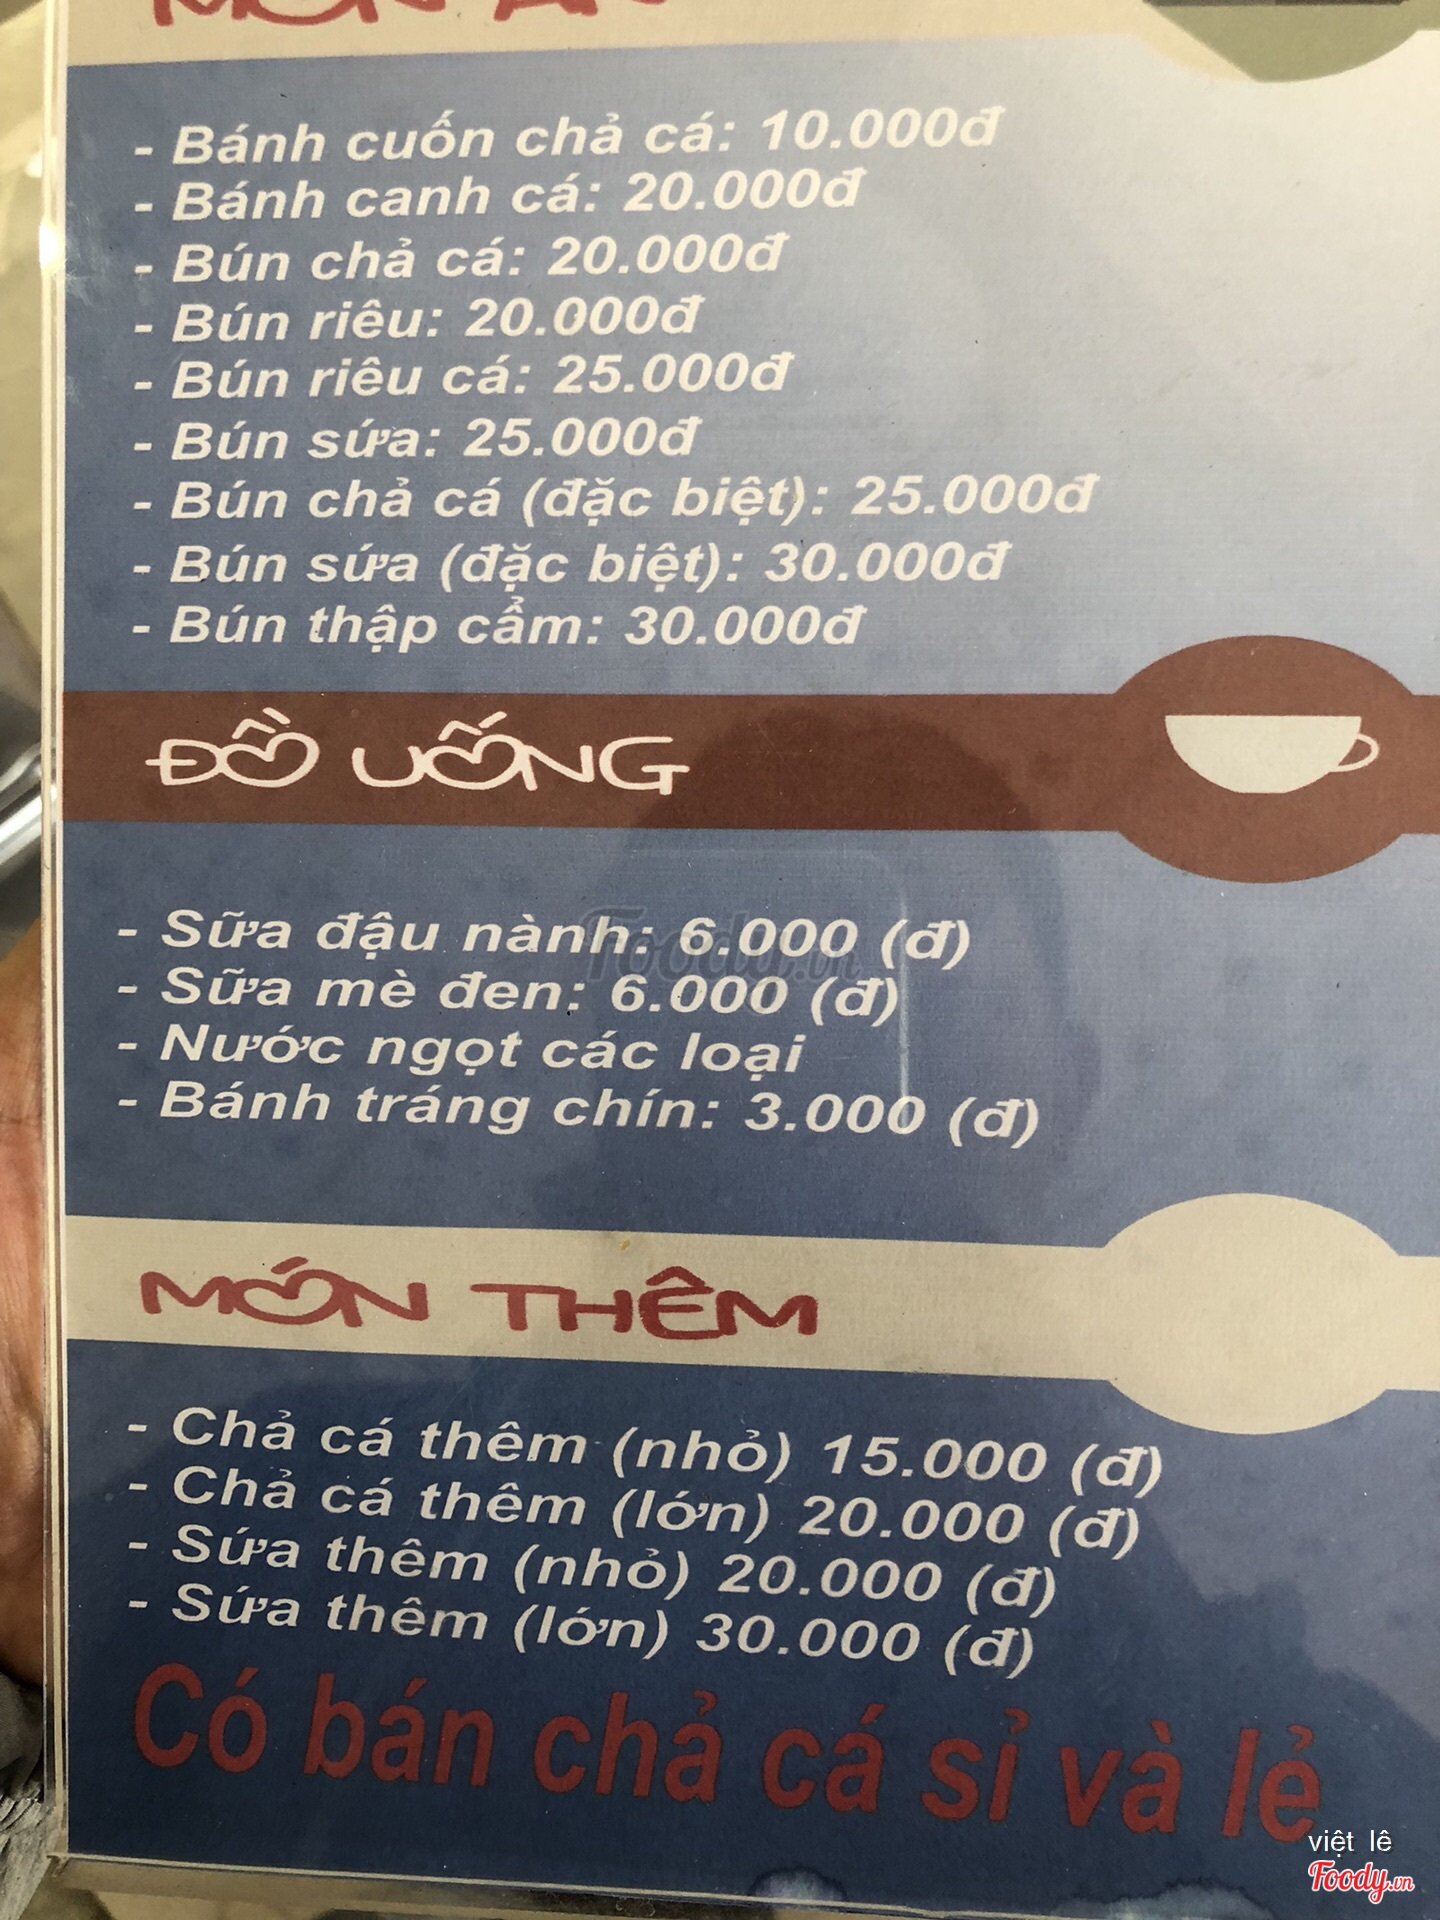 MÓN ĂN
- Bánh cuốn chả cá: 10.000đ
- Bánh canh cá: 20.000đ
- Bún chả cá: 20.000đ
- Bún riêu: 20.000đ
- Bún riêu cá: 25.000đ
- Bún sứa: 25.000đ
- Bún chả cá (đặc biệt): 25.000đ
- Bún sứa (đặc biệt): 30.000đ
- Bún thập cẩm: 30.000đ
ĐỒ UỐNG
- Sữa đậu nành: 6.000 (đ)
Foody.vn
- Sữa mè đen: 6.000 (đ)
- Nước ngọt các loại
- Bánh tráng chín: 3.000 (đ)
MÓN THÊM
- Chả cá thêm (nhỏ) 15.000 (đ)
- Chả cá thêm (lớn) 20.000 (đ)
- Sứa thêm (nhỏ) 20.000 (đ)
- Sứa thêm (lớn) 30.000 (đ)
Có bán chả cá sỉ và lẻ
việt lê
Foody.vn